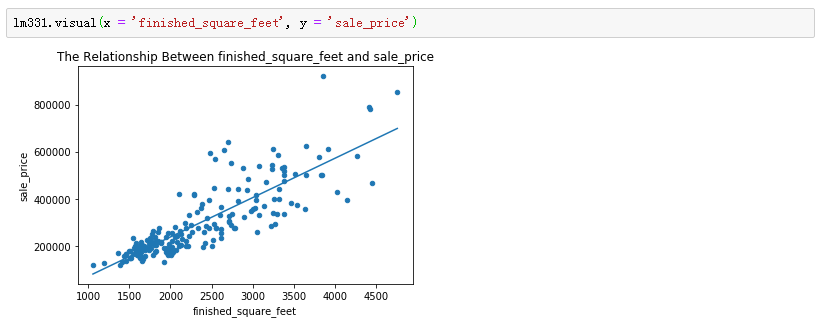 lm331.visual(x = 'finished_square_feet', y = 'sale_price')
The Relationship Between finished_square_feet and sale_price
800000
600000
400000
200000
sale_price
1000 1500 2000 2500 3000 3500 4000 4500
finished_square_feet